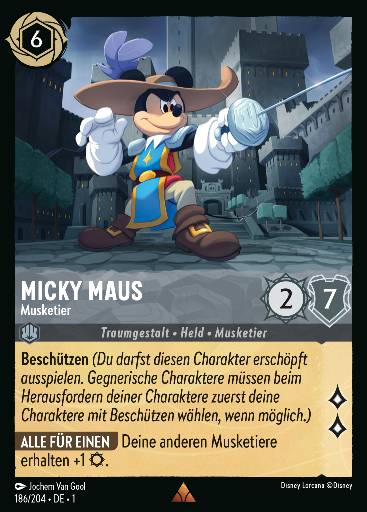 6
MICKY MAUS
Musketier
2
7
Traumgestalt • Held • Musketier
Beschützen (Du darfst diesen Charakter erschöpft
ausspielen. Gegnerische Charaktere müssen beim
Herausfordern deiner Charaktere zuerst deine
Charaktere mit Beschützen wählen, wenn möglich.)
ALLE FÜR EINEN Deine anderen Musketiere
erhalten +1 .
Jochem Van Gool
186/204 • DE • 1
Disney Lorcana ©Disney